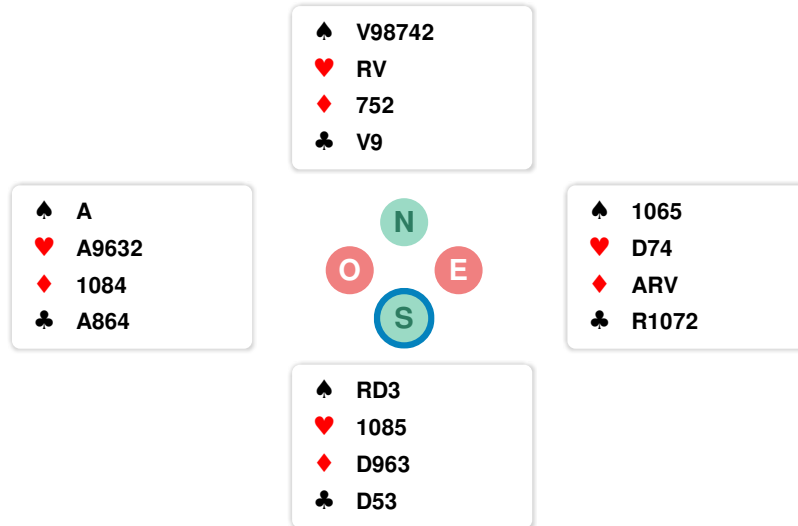 ♠ V98742
♥ RV
♦ 752
♣ V9
♠ A
♥ A9632
♦ 1084
♣ A864
N
O E
S
♠ 1065
♥ D74
♦ ARV
♣ R1072
♠ RD3
♥ 1085
♦ D963
♣ D53